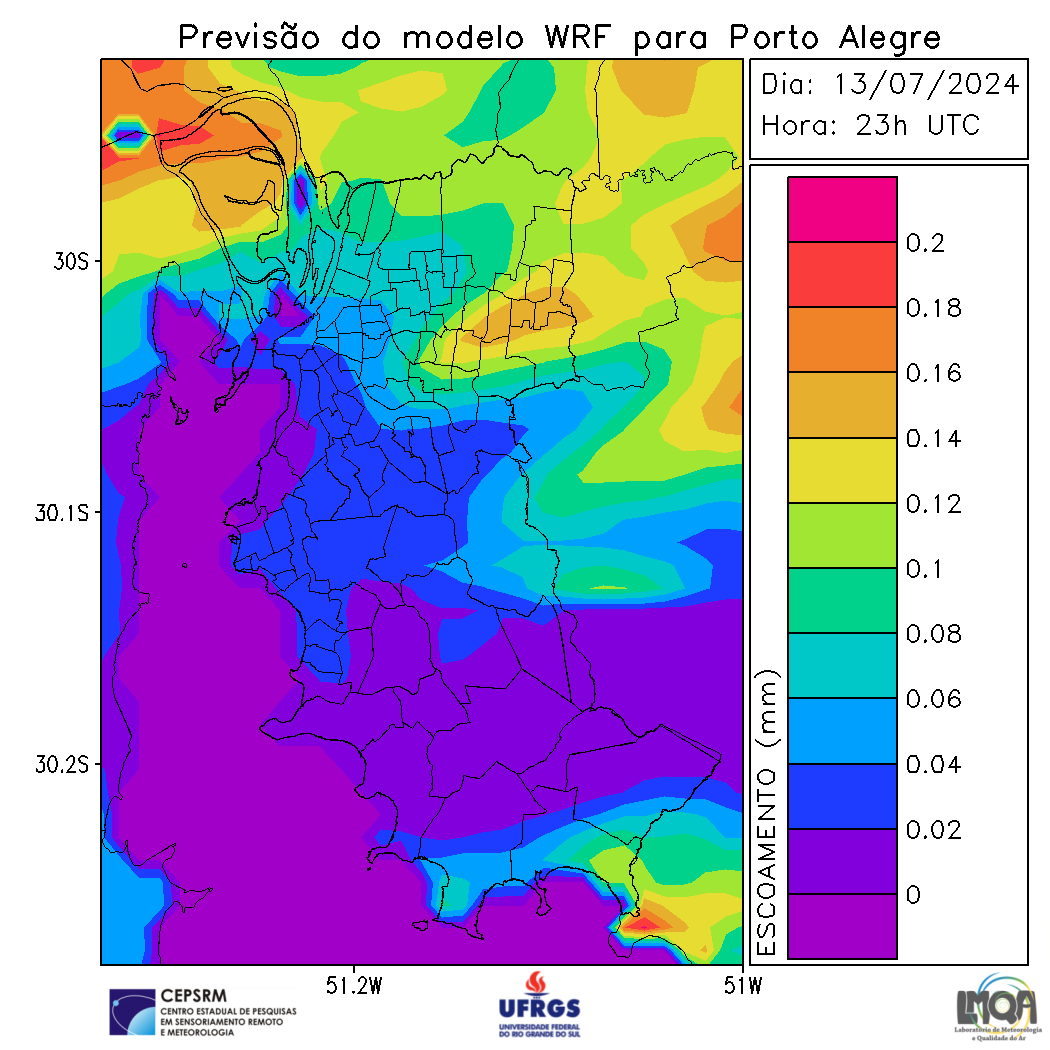 Previsão do modelo WRF para Porto Alegre
Dia: 13/07/2024
Hora: 23h UTC
30S
30.1S
30.2S
51.2W
51W
ESCOAMENTO (mm)
0.2
0.18
0.16
0.14
0.12
0.1
0.08
0.06
0.04
0.02
0
CEPSRM
CENTRO ESTADUAL DE PESQUISAS
EM SENSORIAMENTO REMOTO
E METEOROLOGIA
UFRGS
UNIVERSIDADE FEDERAL
DO RIO GRANDE DO SUL
LMQA
Laboratório de Meteorologia
e Qualidade do Ar